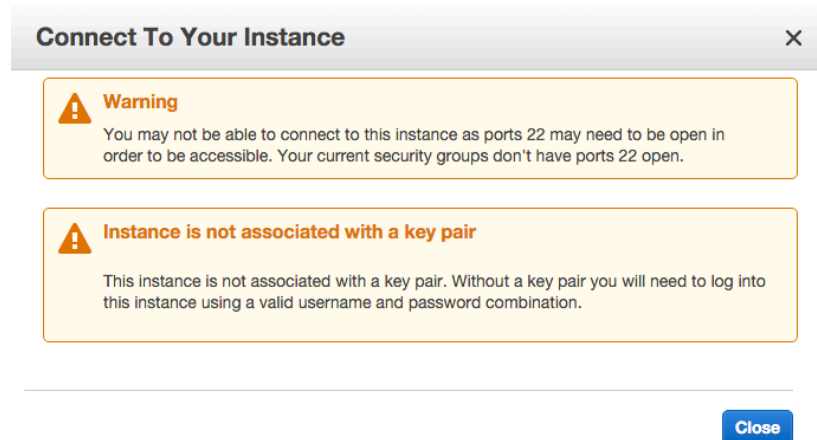 Connect To Your Instance
Warning
You may not be able to connect to this instance as ports 22 may need to be open in
order to be accessible. Your current security groups don't have ports 22 open.
Instance is not associated with a key pair
This instance is not associated with a key pair. Without a key pair you will need to log into
this instance using a valid username and password combination.
Close